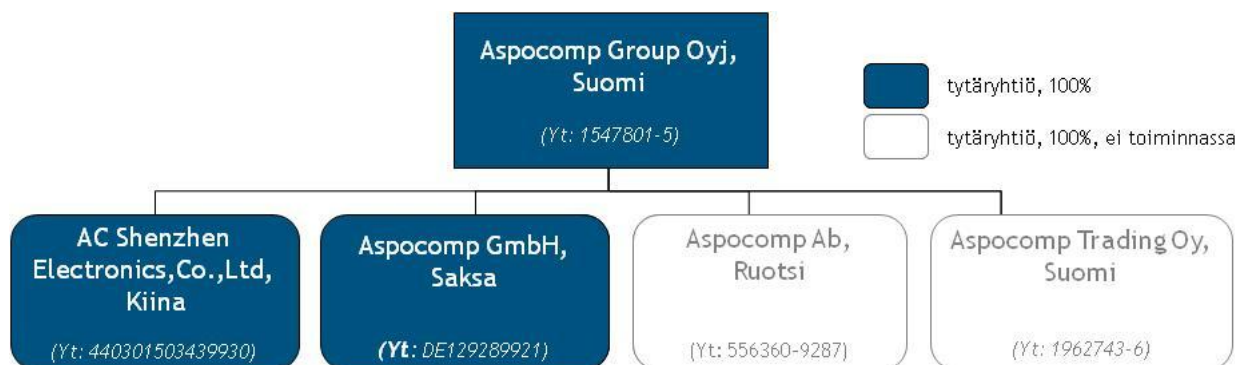 Aspocomp Group Oyj,
Suomi
(Yt: 1547801-5)
tytäryhtiö, 100%
tytäryhtiö, 100%, ei toiminnassa
AC Shenzhen
Electronics,Co.,Ltd,
Kiina
(Yt: 440301503439930)
Aspocomp GmbH,
Saksa
(Yt: DE129289921)
Aspocomp Ab,
Ruotsi
(Yt: 556360-9287)
Aspocomp Trading Oy,
Suomi
(Yt: 1962743-6)